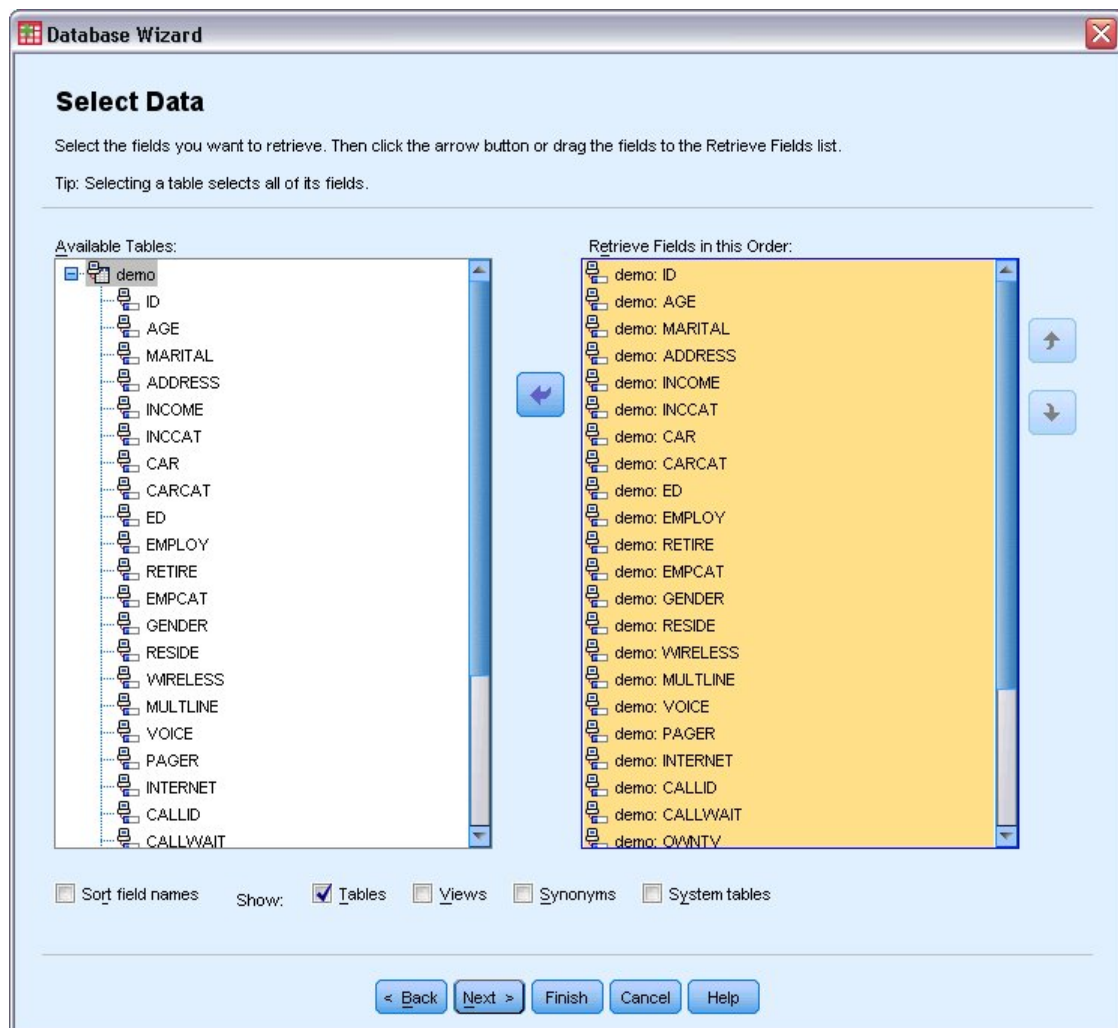 Database Wizard
Select Data
Select the fields you want to retrieve. Then click the arrow button or drag the fields to the Retrieve Fields list.
Tip: Selecting a table selects all of its fields.
Available Tables:
demo
ID
AGE
MARITAL
ADDRESS
INCOME
INCCAT
CAR
CARCAT
ED
EMPLOY
RETIRE
EMPCAT
GENDER
RESIDE
WIRELESS
MULTLINE
VOICE
PAGER
INTERNET
CALLID
CALLWAIT
Retrieve Fields in this Order:
demo: ID
demo: AGE
demo: MARITAL
demo: ADDRESS
demo: INCOME
demo: INCCAT
demo: CAR
demo: CARCAT
demo: ED
demo: EMPLOY
demo: RETIRE
demo: EMPCAT
demo: GENDER
demo: RESIDE
demo: WIRELESS
demo: MULTLINE
demo: VOICE
demo: PAGER
demo: INTERNET
demo: CALLID
demo: CALLWAIT
demo: OWNTV
Sort field names Show: Tables Views Synonyms System tables
< Back Next > Finish Cancel Help